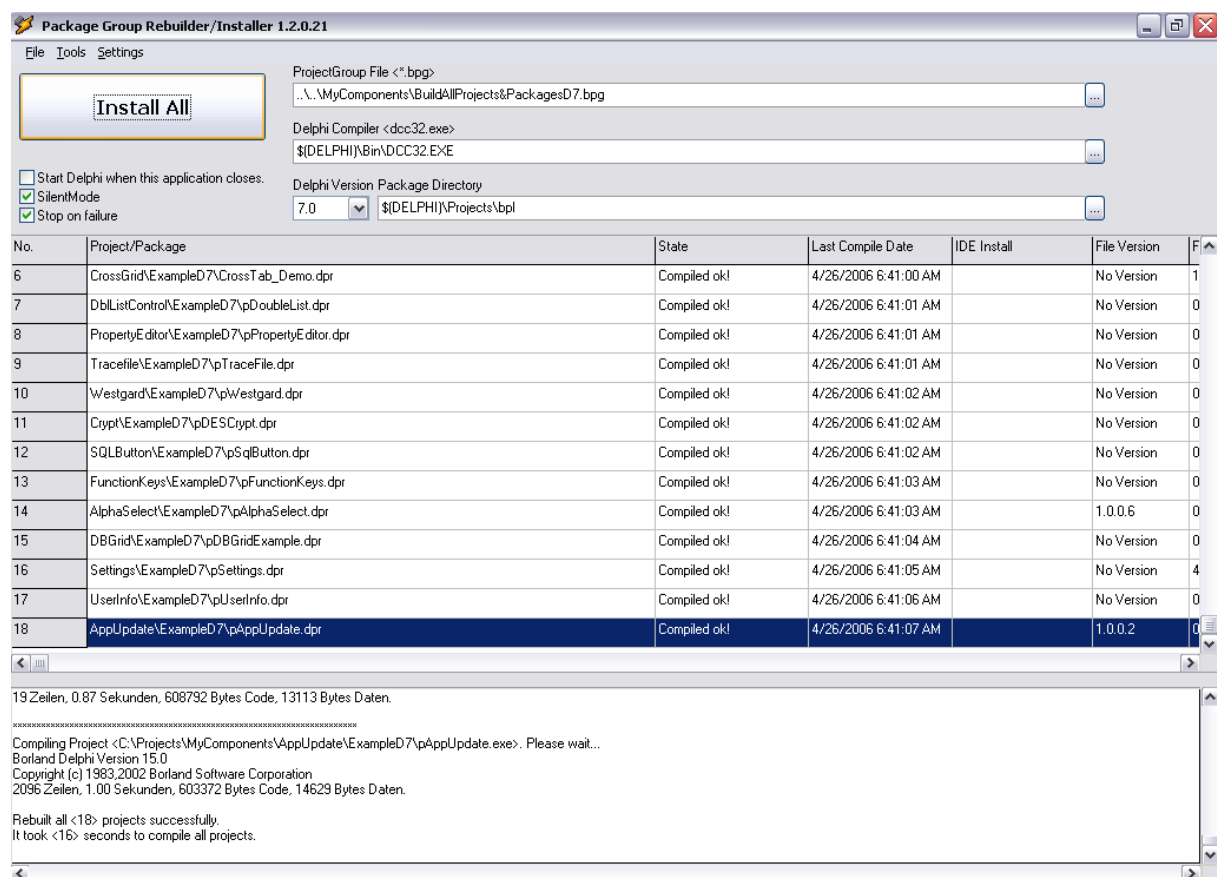 Package Group Rebuilder/Installer 1.2.0.21
File Tools Settings
Install All
ProjectGroup File <*.bpg>
..\..\MyComponents\BuildAllProjects&PackagesD7.bpg
...
Delphi Compiler <dcc32.exe>
$(DELPHI)\Bin\DCC32.EXE
...
Start Delphi when this application closes.
SilentMode
Stop on failure
Delphi Version Package Directory
7.0 $(DELPHI)\Projects\bpl
...
No. Project/Package State Last Compile Date IDE Install File Version F
6 CrossGrid\ExampleD7\CrossTab_Demo.dpr Compiled ok! 4/26/2006 6:41:00 AM No Version 1
7 DblListControl\ExampleD7\pDoubleList.dpr Compiled ok! 4/26/2006 6:41:01 AM No Version 0
8 PropertyEditor\ExampleD7\pPropertyEditor.dpr Compiled ok! 4/26/2006 6:41:01 AM No Version 0
9 Tracefile\ExampleD7\pTraceFile.dpr Compiled ok! 4/26/2006 6:41:01 AM No Version 0
10 Westgard\ExampleD7\pWestgard.dpr Compiled ok! 4/26/2006 6:41:02 AM No Version 0
11 Crypt\ExampleD7\pDESCrypt.dpr Compiled ok! 4/26/2006 6:41:02 AM No Version 0
12 SQLButton\ExampleD7\pSqlButton.dpr Compiled ok! 4/26/2006 6:41:02 AM No Version 0
13 FunctionKeys\ExampleD7\pFunctionKeys.dpr Compiled ok! 4/26/2006 6:41:03 AM No Version 0
14 AlphaSelect\ExampleD7\pAlphaSelect.dpr Compiled ok! 4/26/2006 6:41:03 AM 1.0.0.6 0
15 DBGrid\ExampleD7\pDBGridExample.dpr Compiled ok! 4/26/2006 6:41:04 AM No Version 0
16 Settings\ExampleD7\pSettings.dpr Compiled ok! 4/26/2006 6:41:05 AM No Version 4
17 UserInfo\ExampleD7\pUserInfo.dpr Compiled ok! 4/26/2006 6:41:06 AM No Version 0
18 AppUpdate\ExampleD7\pAppUpdate.dpr Compiled ok! 4/26/2006 6:41:07 AM 1.0.0.2 0
19 Zeilen, 0.87 Sekunden, 608792 Bytes Code, 13113 Bytes Daten.
Compiling Project <C:\Projects\MyComponents\AppUpdate\ExampleD7\pAppUpdate.exe>. Please wait...
Borland Delphi Version 15.0
Copyright (c) 1983,2002 Borland Software Corporation
2096 Zeilen, 1.00 Sekunden, 603372 Bytes Code, 14629 Bytes Daten.
Rebuilt all <18> projects successfully.
It took <16> seconds to compile all projects.